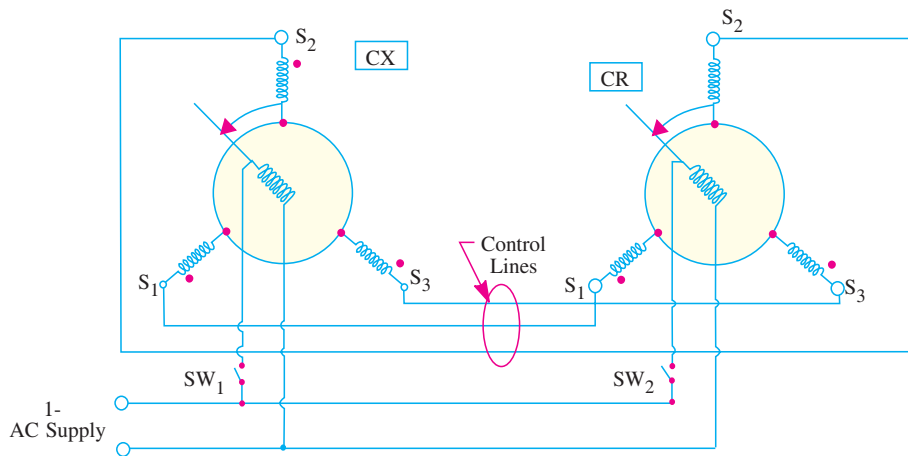 S2
CX
S2
CR
S1
S3
Control
Lines
S1
S3
SW1
SW2
1-
AC Supply